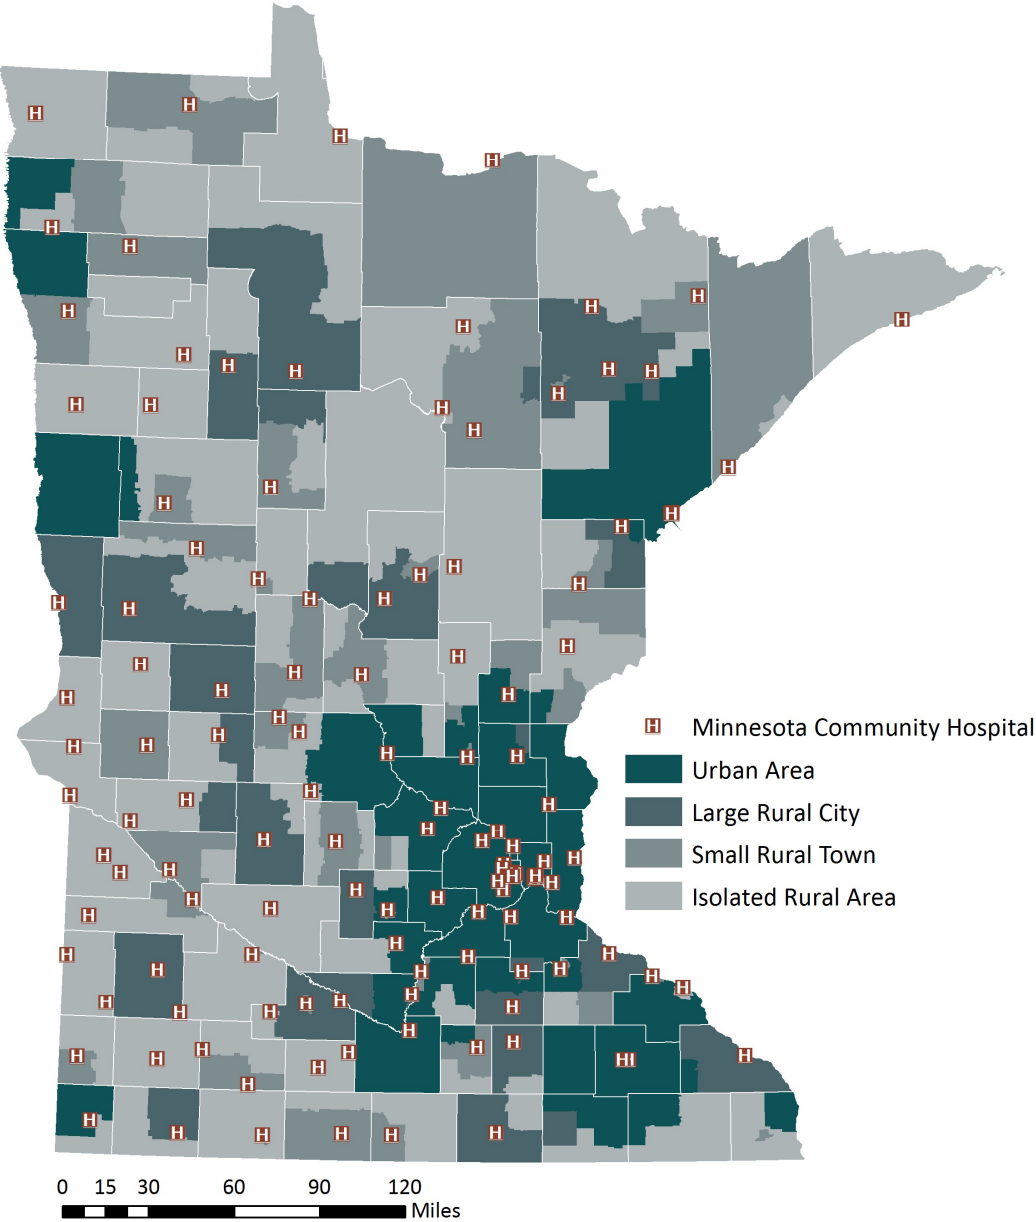 Minnesota Community Hospital
Urban Area
Large Rural City
Small Rural Town
Isolated Rural Area
0 15 30 60 90 120
Miles